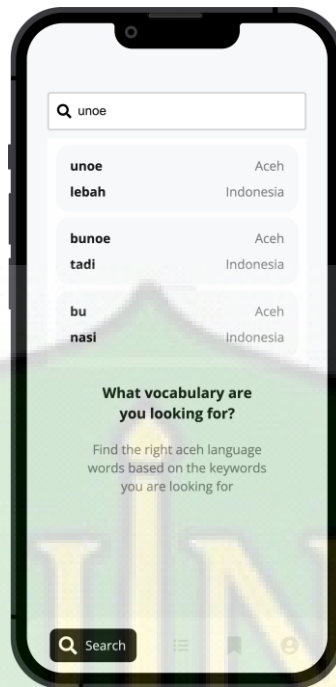 unoe
unoe Aceh
lebah Indonesia
bunoe Aceh
tadi Indonesia
bu Aceh
nasi Indonesia
What vocabulary are
you looking for?
Find the right aceh language
words based on the keywords
you are looking for
Search